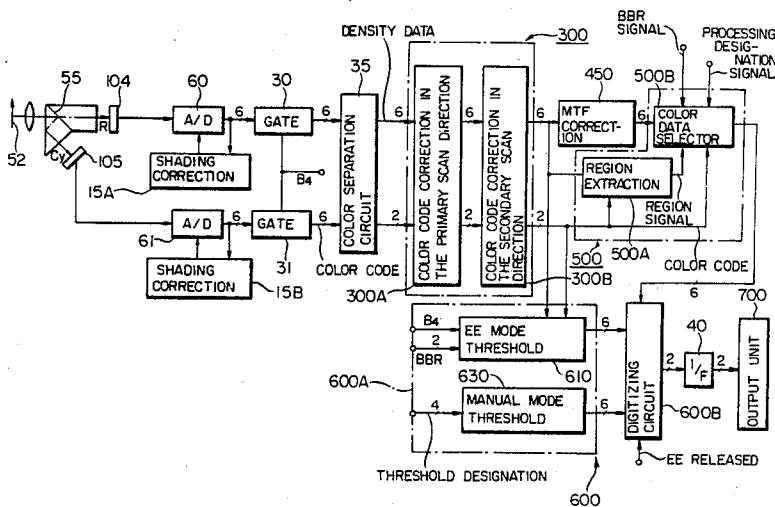 DENSITY DATA
300
BBR SIGNAL
PROCESSING DESIG-NATION SIGNAL
55
104
60
30
35
450
500B
52
R
A/D
6
GATE
6
COLOR SEPARATION CIRCUIT
6
COLOR CODE CORRECTION IN THE PRIMARY SCAN DIRECTION
6
COLOR CODE CORRECTION IN THE SECONDARY SCAN DIRECTION
6
MTF CORRECT-ION
6
COLOR DATA SELECTOR
Cy
105
SHADING CORRECTION
15A
B4
REGION EXTRACTION
REGION SIGNAL
A/D
61
6
GATE
31
6
COLOR CODE
2
2
2
500
500A
COLOR CODE
SHADING CORRECTION
15B
300A
300B
6
700
B4
2
BBR
EE MODE THRESHOLD
6
610
600A
630
4
MANUAL MODE THRESHOLD
6
DIGITIZING CIRCUIT
2
40
I/F
2
OUTPUT UNIT
600B
THRESHOLD DESIGNATION
600
EE RELEASED